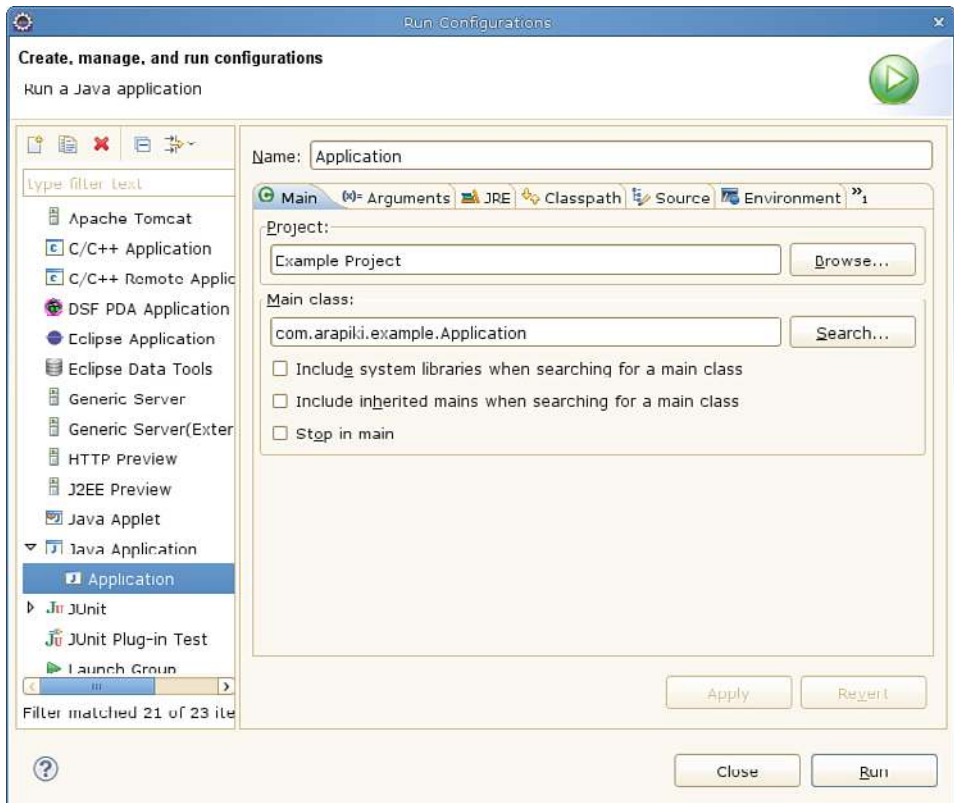 Run Configurations
Create, manage, and run configurations
Run a Java application
type filter text
Apache Tomcat
C/C++ Application
C/C++ Remote Applic
DSF PDA Application
Eclipse Application
Eclipse Data Tools
Generic Server
Generic Server(Exter
HTTP Preview
J2EE Preview
Java Applet
Java Application
Application
JUnit
JUnit Plug-in Test
Launch Group
Filter matched 21 of 23 ite
Name: Application
Main (x)= Arguments JRE Classpath Source Environment »1
Project:
Example Project Browse...
Main class:
com.arapiki.example.Application Search...
Include system libraries when searching for a main class
Include inherited mains when searching for a main class
Stop in main
Apply Revert
Close Run